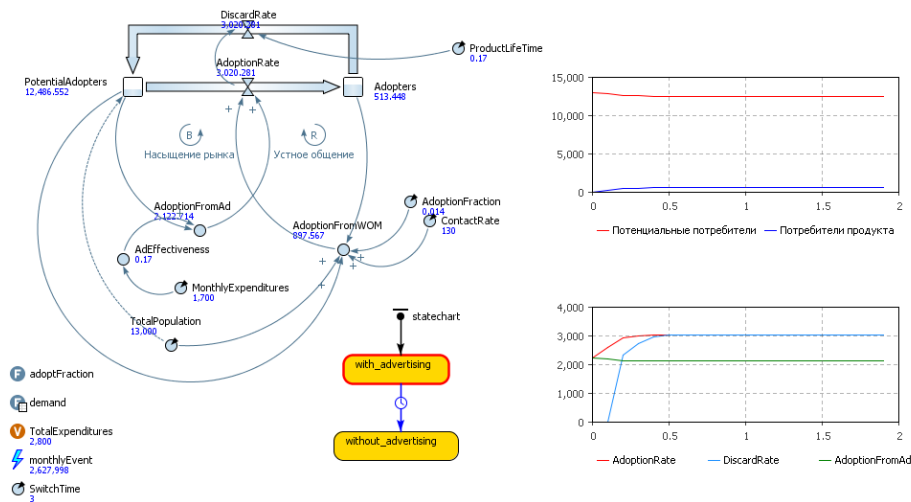 DiscardRate
3,020.281
ProductLifeTime
0.17
AdoptionRate
3,020.281
PotentialAdopters
12,486.552
Adopters
513.448
+
+
B
R
Насыщение рынка
Устное общение
AdoptionFromAd
2,122.714
AdoptionFraction
0.014
ContactRate
130
AdoptionFromWOM
897.567
AdEffectiveness
0.17
+
+
+
+
MonthlyExpenditures
1,700
TotalPopulation
13,000
statechart
with_advertising
without_advertising
F adoptFraction
F demand
V TotalExpenditures
2,800
monthlyEvent
2,627,998
SwitchTime
3
15,000
10,000
5,000
0
0 0.5 1 1.5 2
Потенциальные потребители Потребители продукта
4,000
3,000
2,000
1,000
0
0 0.5 1 1.5 2
AdoptionRate DiscardRate AdoptionFromAd